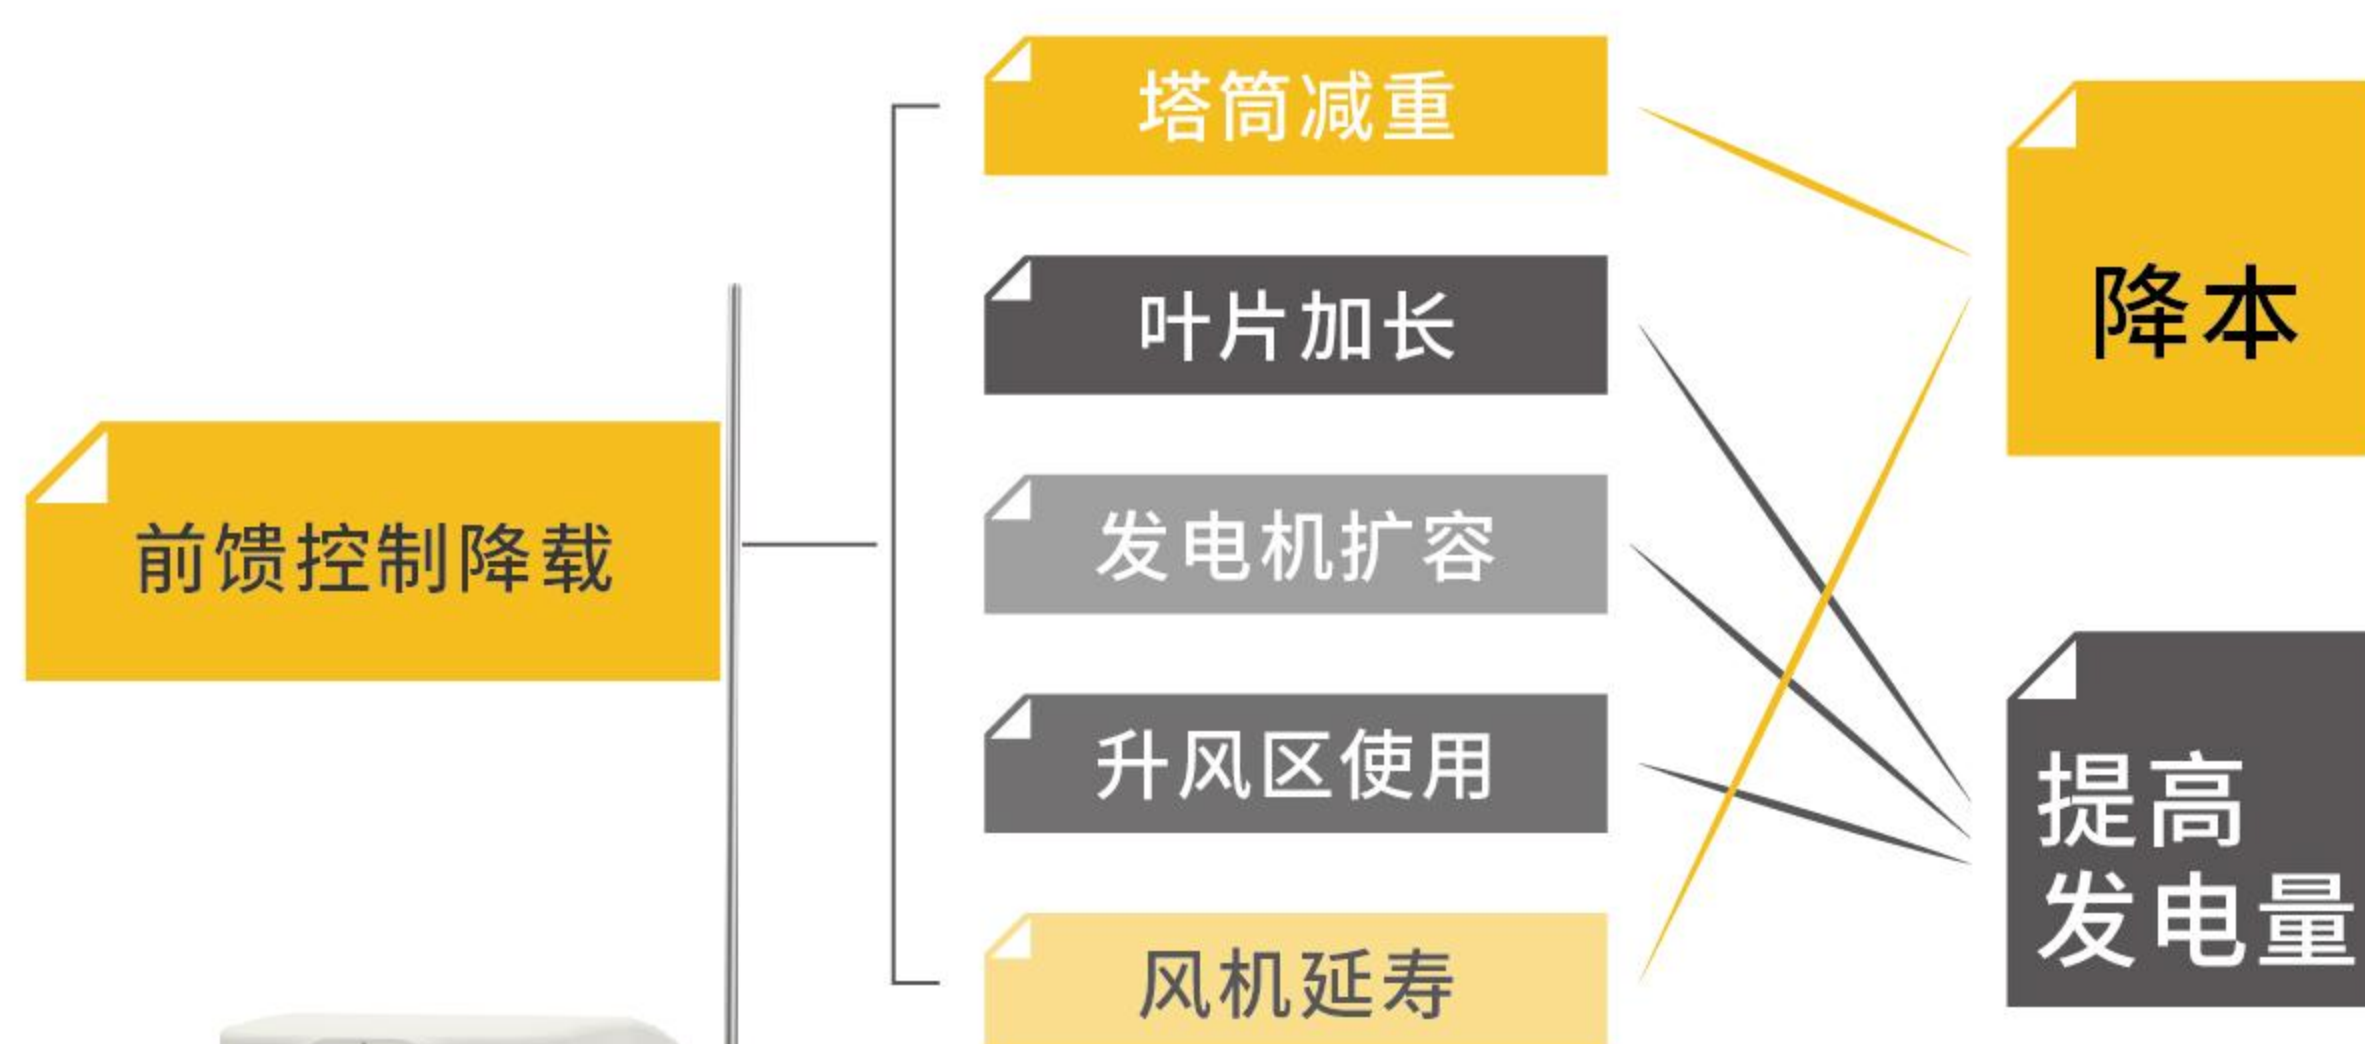 前馈控制降载
塔筒减重
叶片加长
发电机扩容
升风区使用
风机延寿
降本
提高
发电量